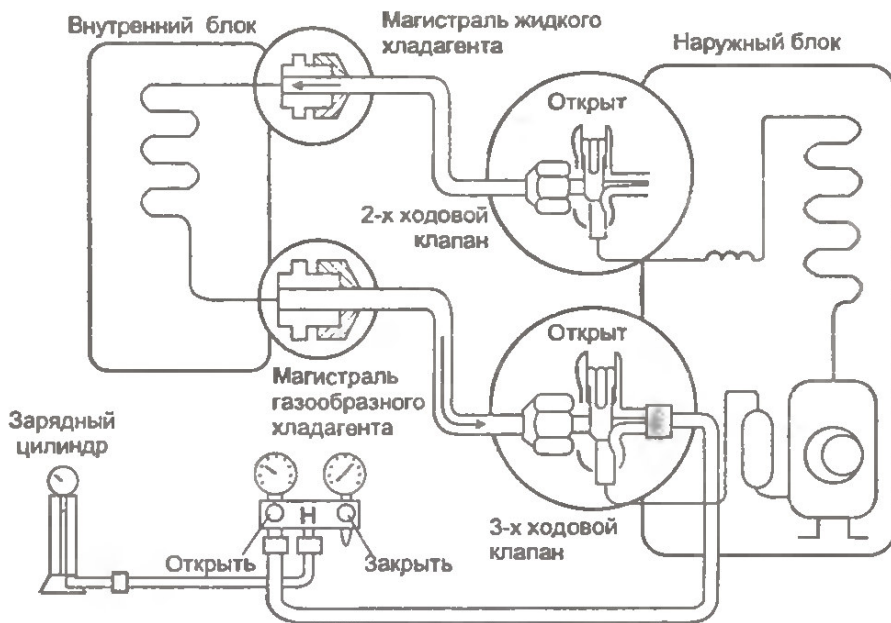 Внутренний блок
Магистраль жидкого
хладагента
Наружный блок
Открыт
2-х ходовой
клапан
Открыт
Магистраль
газообразного
хладагента
Зарядный
цилиндр
Н
Открыть
Закрыть
3-х ходовой
клапан